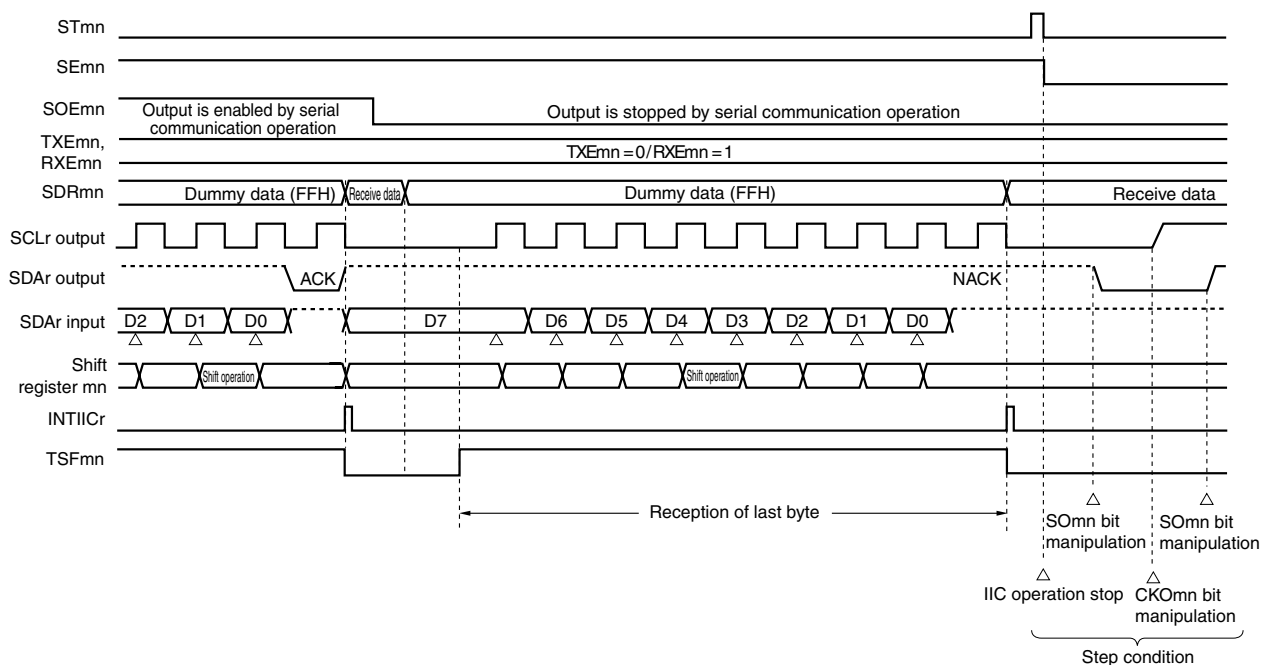 STmn
SEmn
SOEmn
Output is enabled by serial
communication operation
Output is stopped by serial communication operation
TXEmn,
RXEmn
TXEmn = 0 / RXEmn = 1
SDRmn
Dummy data (FFH)
Receive data
Dummy data (FFH)
Receive data
SCLr output
SDAr output
ACK
NACK
SDAr input
D2
D1
D0
D7
D6
D5
D4
D3
D2
D1
D0
Shift
register mn
Shift operation
Shift operation
INTIICr
TSFmn
Reception of last byte
SOmn bit
manipulation
SOmn bit
manipulation
IIC operation stop
CKOmn bit
manipulation
Step condition